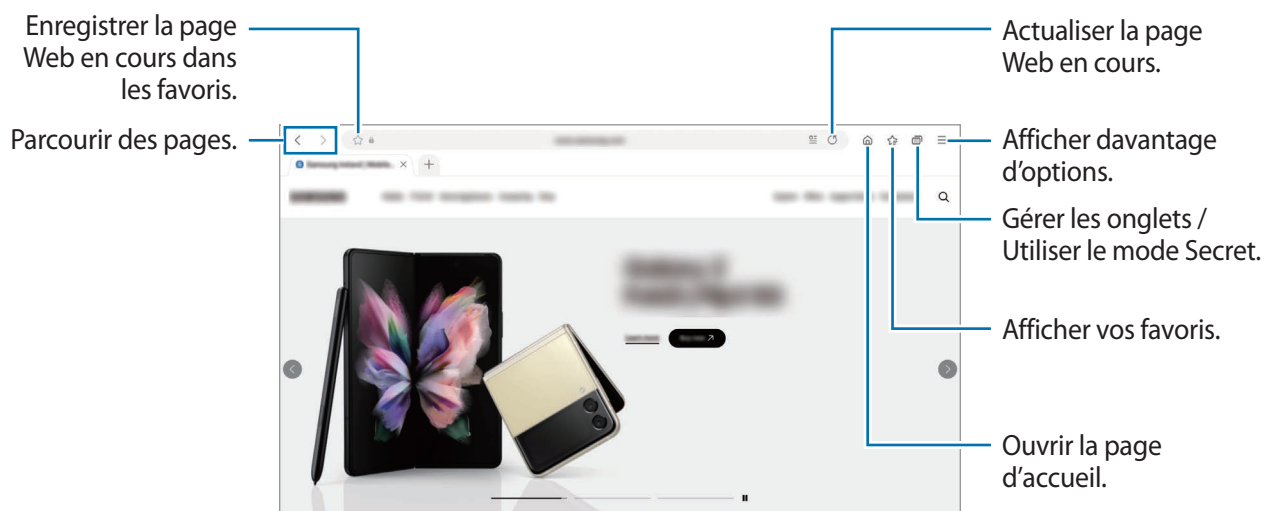 Enregistrer la page
Web en cours dans
les favoris.
Parcourir des pages.
Actualiser la page
Web en cours.
Afficher davantage
d'options.
Gérer les onglets /
Utiliser le mode Secret.
Afficher vos favoris.
Ouvrir la page
d'accueil.